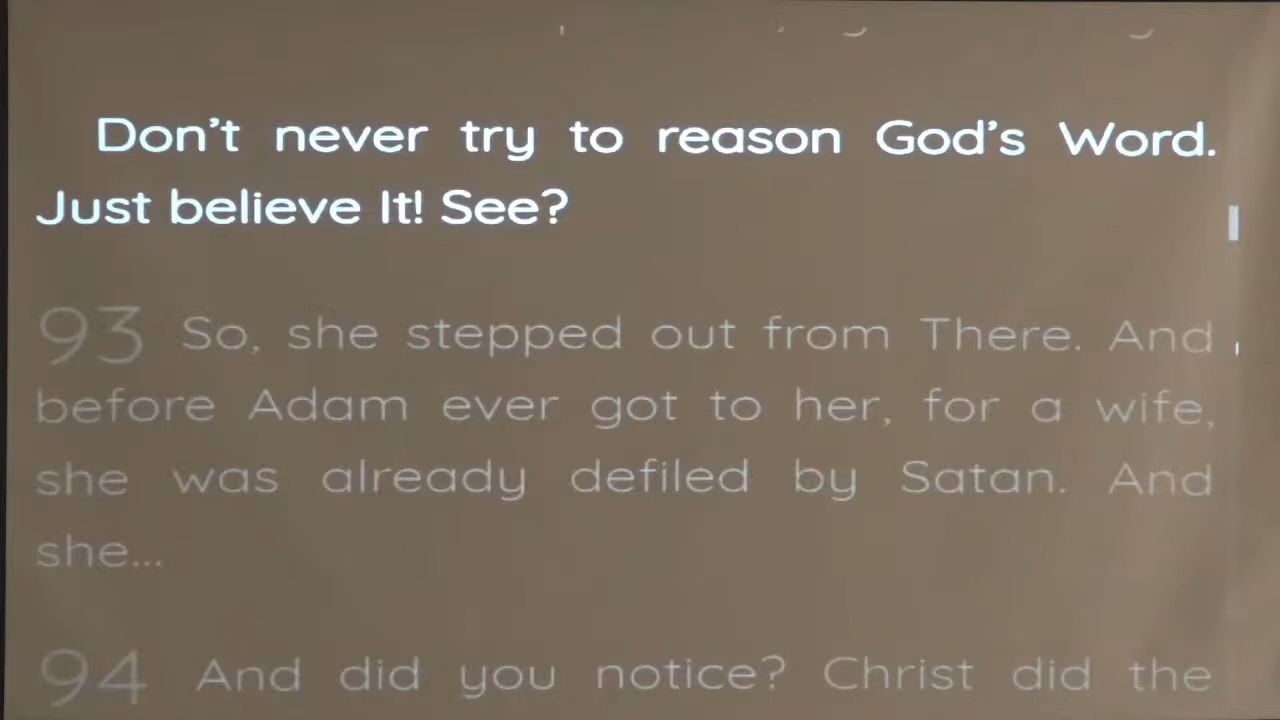 Don't never try to reason God's Word.
Just believe It! See?
93 So, she stepped out from There. And
before Adam ever got to her, for a wife,
she was already defiled by Satan. And
she...
94 And did you notice? Christ did the